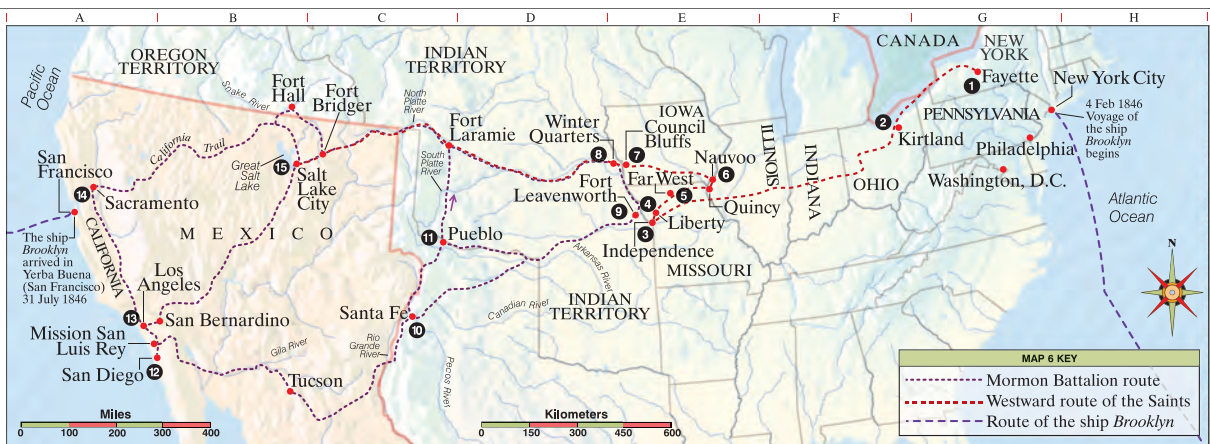 A B C D E F G H
OREGON
TERRITORY
INDIAN
TERRITORY
CANADA
NEW
YORK
Pacific
Ocean
Snake River
Fort
Hall
Fort
Bridger
North
Platte
River
Fort
Laramie
Winter
Quarters
IOWA
Council
Bluffs
1
Fayette
New York City
PENNSYLVANIA
4 Feb 1846
Voyage of
the ship
Brooklyn
begins
2
Kirtland
Philadelphia
Washington, D.C.
California Trail
Great
Salt
Lake
15
Salt
Lake
City
South
Platte
River
8
7
Nauvoo
6
ILLINOIS
INDIANA
OHIO
San
Francisco
14
Sacramento
Fort
Leavenworth
9
Far West
5
4
Quincy
Liberty
3
Independence
MISSOURI
Atlantic
Ocean
CALIFORNIA
MEXICO
11
Pueblo
Arkansas River
The ship
Brooklyn
arrived in
Yerba Buena
(San Francisco)
31 July 1846
Los
Angeles
13
San Bernardino
Mission San
Luis Rey
San Diego
12
Gila River
Tucson
Santa Fe
10
Rio
Grande
River
Canadian River
Pecos River
INDIAN
TERRITORY
N
Miles
0 100 200 300 400
Kilometers
0 150 300 450 600
MAP 6 KEY
Mormon Battalion route
Westward route of the Saints
Route of the ship Brooklyn